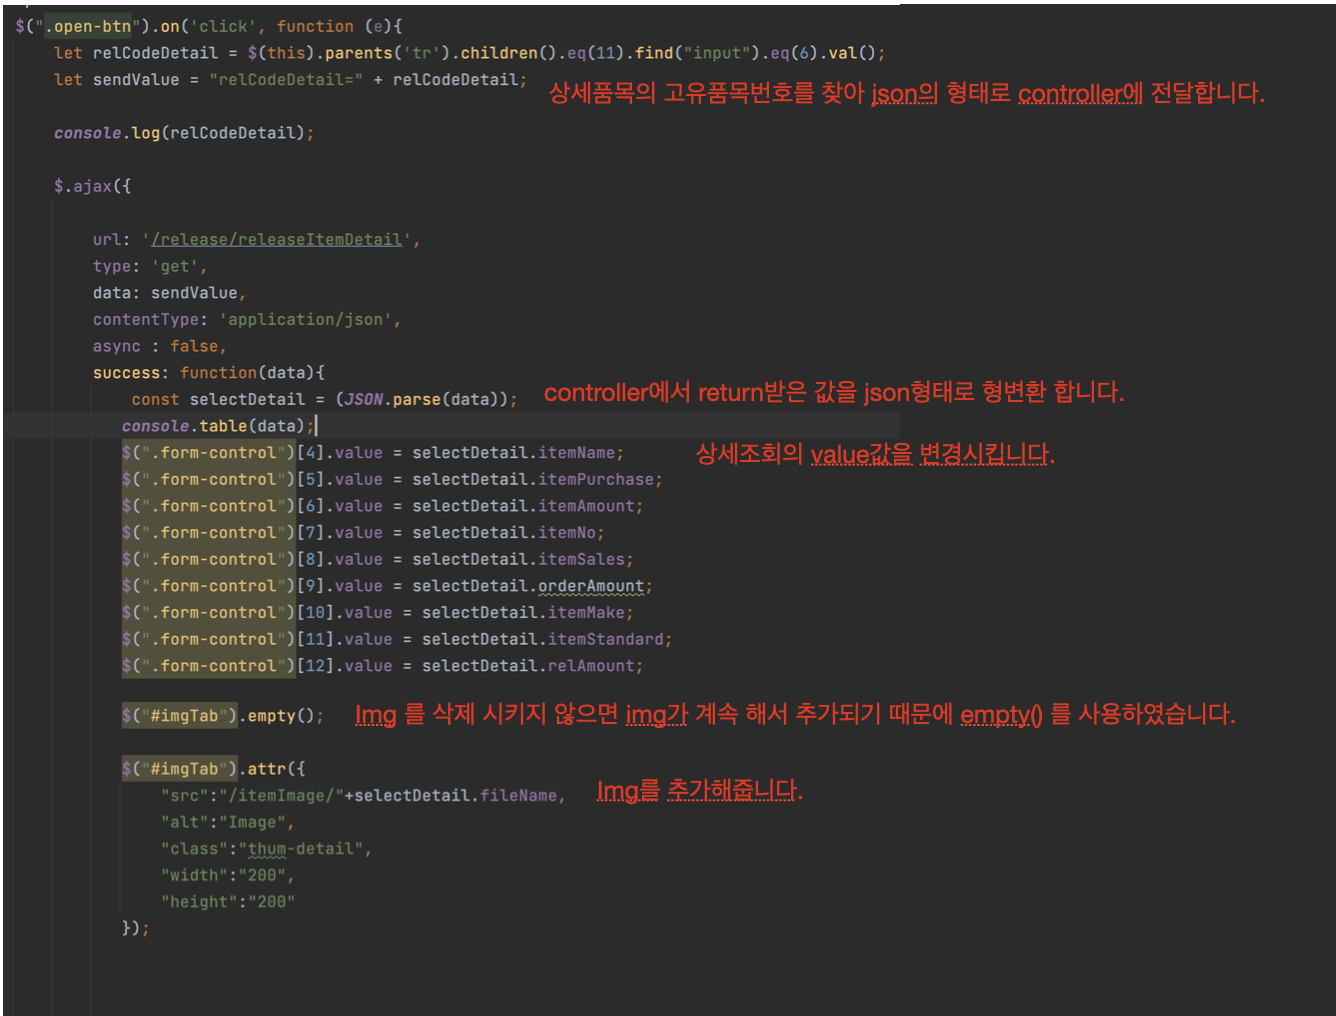 $(".open-btn").on('click', function (e){
let relCodeDetail = $(this).parents('tr').children().eq(11).find("input").eq(6).val();
let sendValue = "relCodeDetail=" + relCodeDetail;
상세품목의 고유품목번호를 찾아 json의 형태로 controller에 전달합니다.
console.log(relCodeDetail);
$.ajax({
url: '/release/releaseItemDetail',
type: 'get',
data: sendValue,
contentType: 'application/json',
async : false,
success: function(data){
const selectDetail = (JSON.parse(data));
controller에서 return받은 값을 json형태로 형변환 합니다.
console.table(data);
$(".form-control")[4].value = selectDetail.itemName;
상세조회의 value값을 변경시킵니다.
$(".form-control")[5].value = selectDetail.itemPurchase;
$(".form-control")[6].value = selectDetail.itemAmount;
$(".form-control")[7].value = selectDetail.itemNo;
$(".form-control")[8].value = selectDetail.itemSales;
$(".form-control")[9].value = selectDetail.orderAmount;
$(".form-control")[10].value = selectDetail.itemMake;
$(".form-control")[11].value = selectDetail.itemStandard;
$(".form-control")[12].value = selectDetail.relAmount;
$("#imgTab").empty();
Img 를 삭제 시키지 않으면 img가 계속 해서 추가되기 때문에 empty() 를 사용하였습니다.
$("#imgTab").attr({
"src":"/itemImage/"+selectDetail.fileName,
Img를 추가해줍니다.
"alt":"Image",
"class":"thum-detail",
"width":"200",
"height":"200"
});